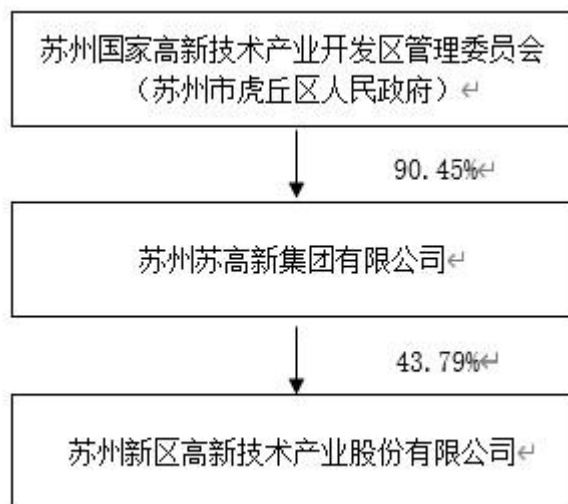 苏州国家高新技术产业开发区管理委员会
（苏州市虎丘区人民政府）↵
90.45%↵
苏州苏高新集团有限公司↵
43.79%↵
苏州新区高新技术产业股份有限公司↵